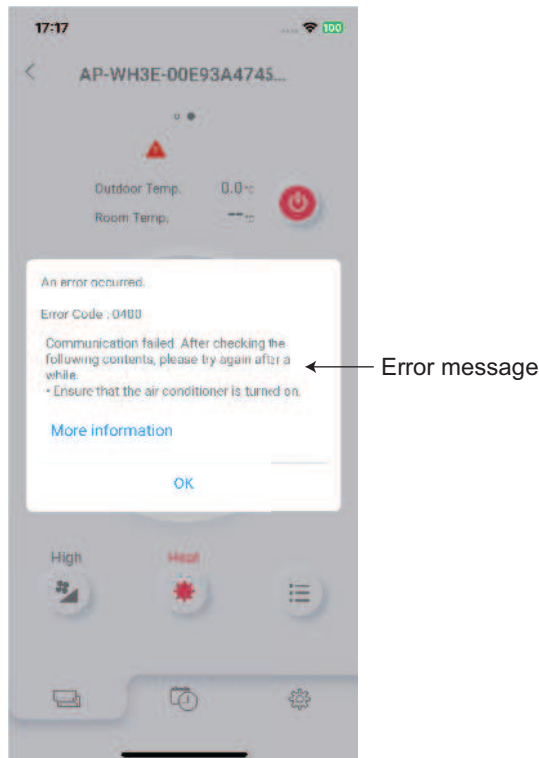 17:17
100
AP-WH3E-00E93A4745...
Outdoor Temp. 0.0°C
Room Temp. --°C
An error occurred.
Error Code : 0400
Communication failed. After checking the
following contents, please try again after a
while.
• Ensure that the air conditioner is turned on.
More information
OK
Error message
High Heat